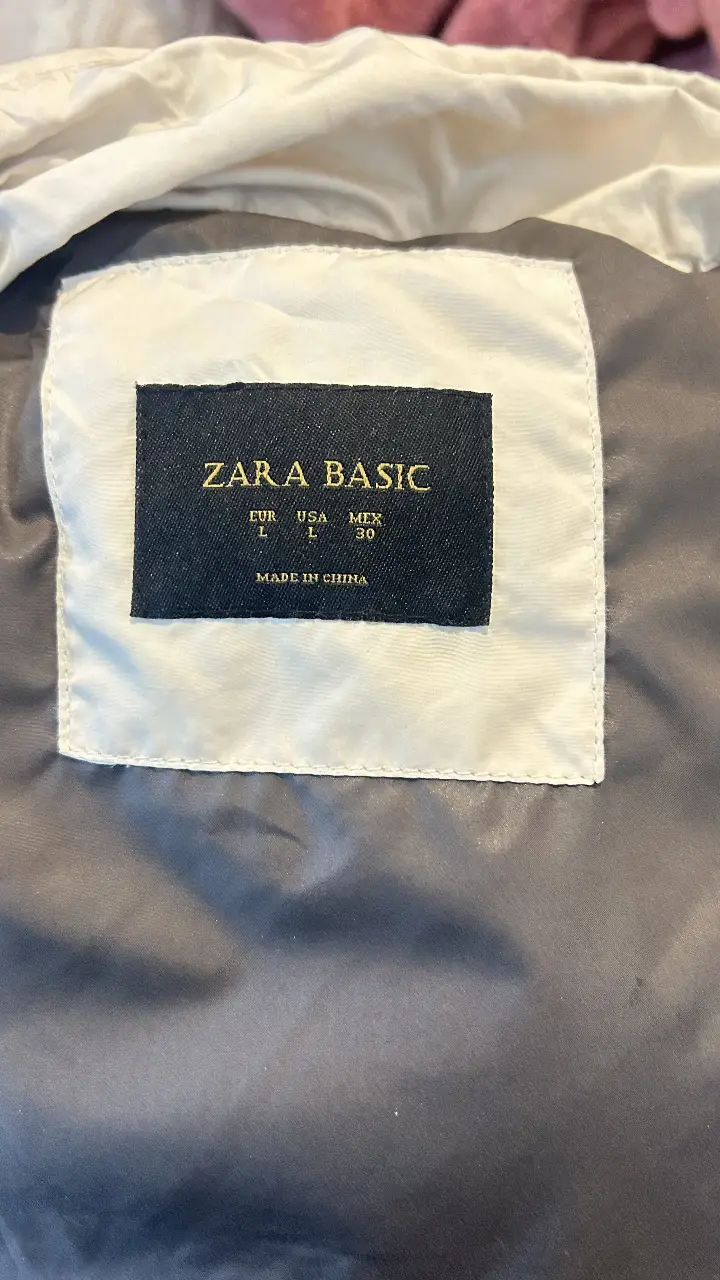 ZARA BASIC
EUR USA MEX
L L 30
MADE IN CHINA